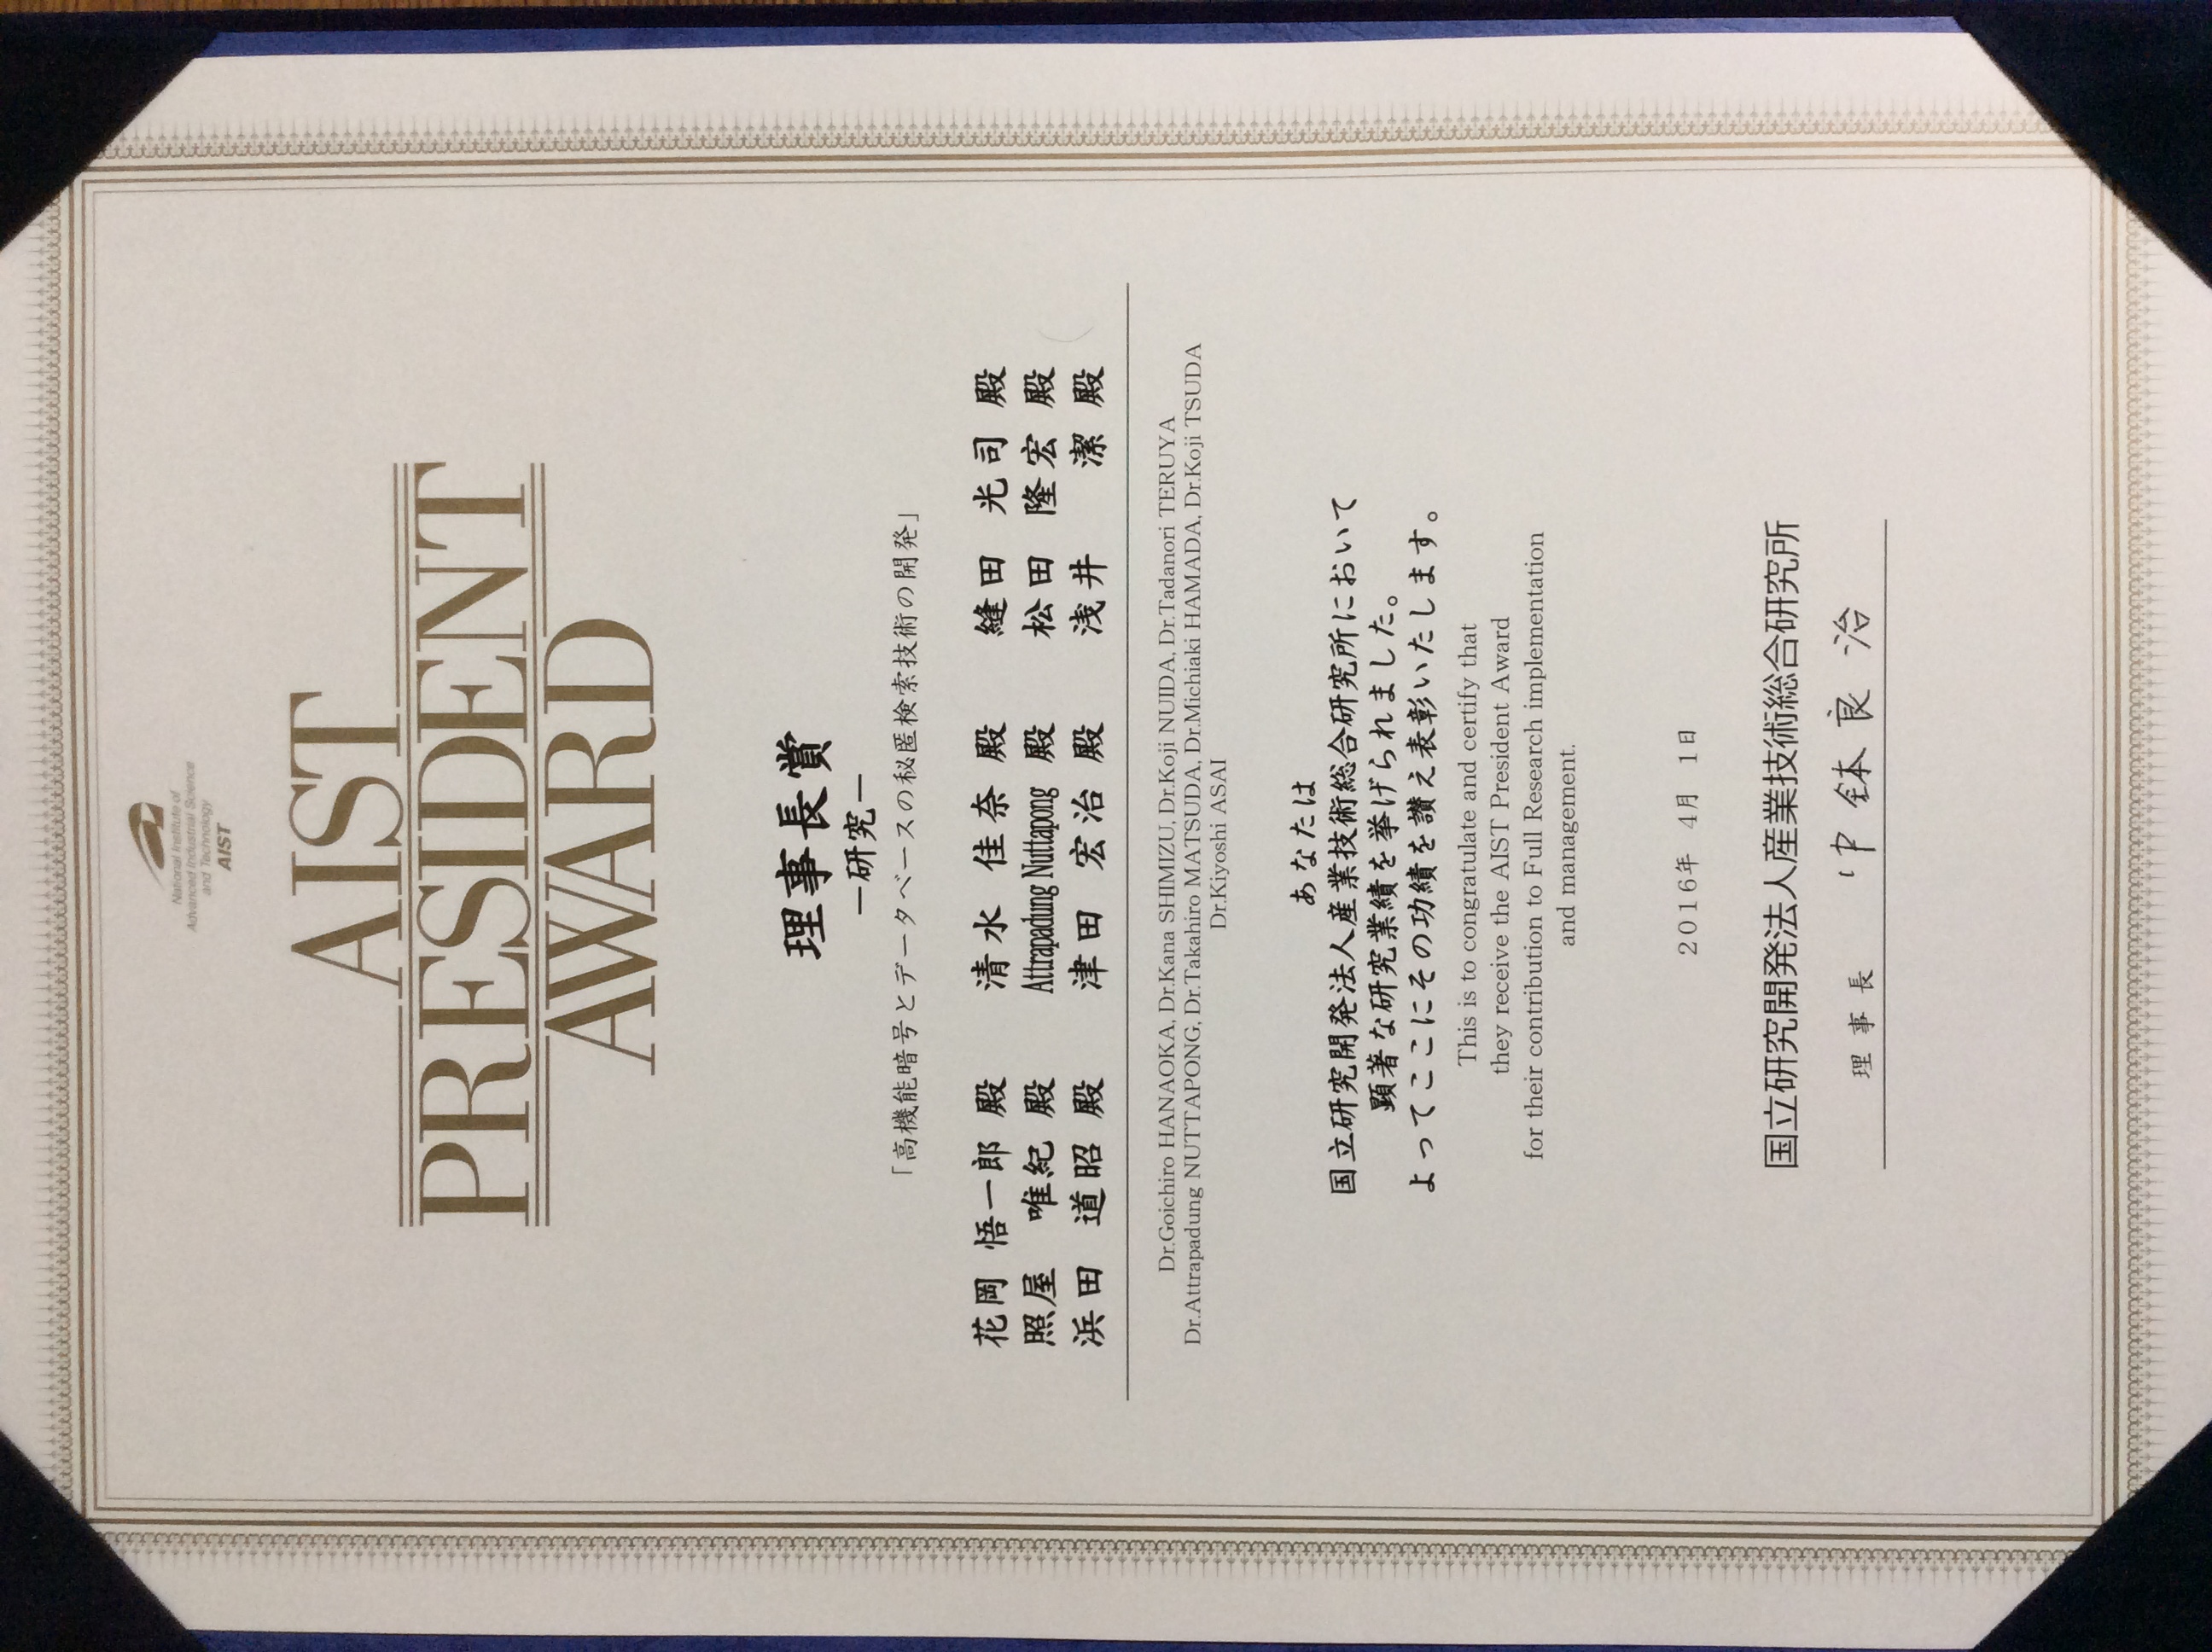 National Institute of
Advanced Industrial Science
and Technology
AIST
AIST
PRESIDENT
AWARD
理事長賞
－研究－
「高機能暗号とデータベースの秘匿検索技術の開発」
花岡 悟一郎 殿 清水 佳奈 殿 縫田 光司 殿
照屋 唯紀 殿 Attrapadung Nuttapong 殿 松田 隆宏 殿
浜田 道昭 殿 津田 宏治 殿 浅井 潔 殿
Dr.Goichiro HANAOKA, Dr.Kana SHIMIZU, Dr.Koji NUIDA, Dr.Tadanori TERUYA
Dr.Attrapadung NUTTAPONG, Dr.Takahiro MATSUDA, Dr.Michiaki HAMADA, Dr.Koji TSUDA
Dr.Kiyoshi ASAI
あなたは
国立研究開発法人産業技術総合研究所において
顕著な研究業績を挙げられました。
よってここにその功績を讃え表彰いたします。
This is to congratulate and certify that
they receive the AIST President Award
for their contribution to Full Research implementation
and management.
2016年 4月 1日
国立研究開発法人産業技術総合研究所
理事長 中鉢良治